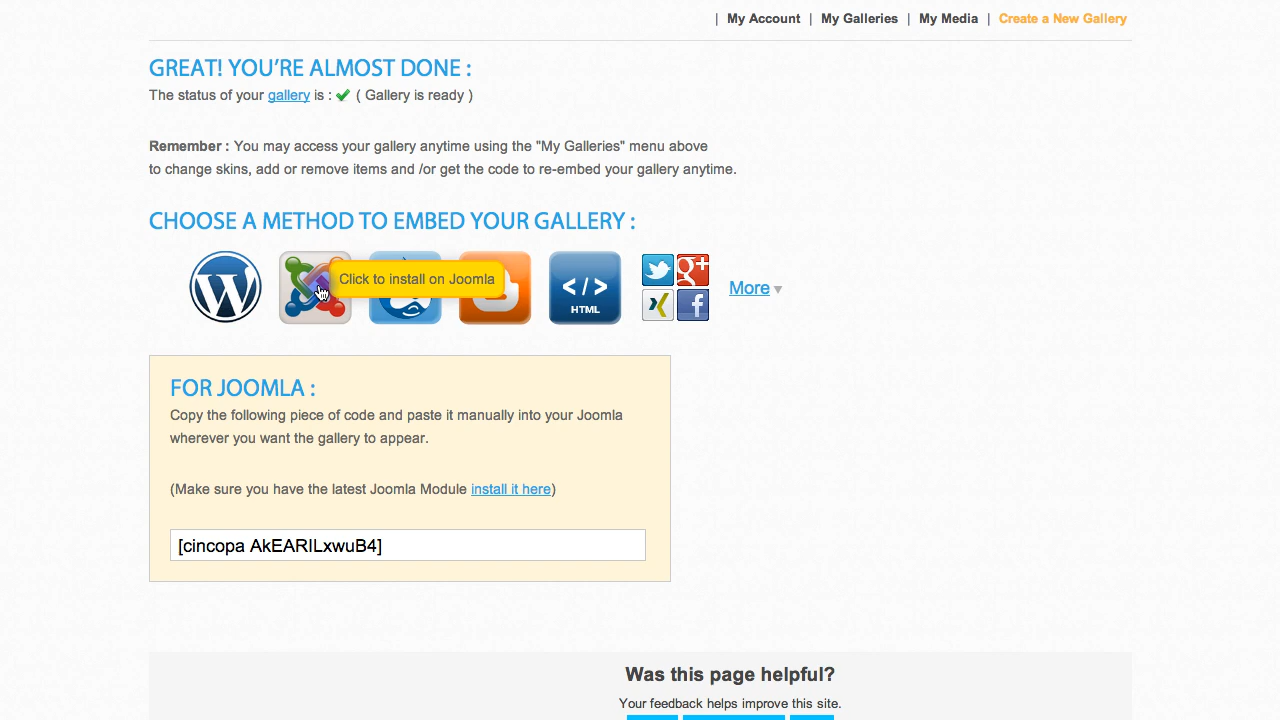 | My Account | My Galleries | My Media | Create a New Gallery
GREAT! YOU'RE ALMOST DONE :
The status of your gallery is : ( Gallery is ready )
Remember : You may access your gallery anytime using the "My Galleries" menu above
to change skins, add or remove items and /or get the code to re-embed your gallery anytime.
CHOOSE A METHOD TO EMBED YOUR GALLERY :
Click to install on Joomla
</>
HTML
More
FOR JOOMLA :
Copy the following piece of code and paste it manually into your Joomla
wherever you want the gallery to appear.
(Make sure you have the latest Joomla Module install it here)
[cincopa AkEARILxwuB4]
Was this page helpful?
Your feedback helps improve this site.